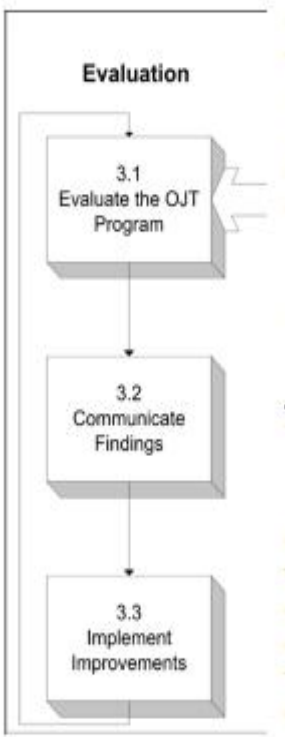 Evaluation
3.1
Evaluate the OJT
Program
3.2
Communicate
Findings
3.3
Implement
Improvements